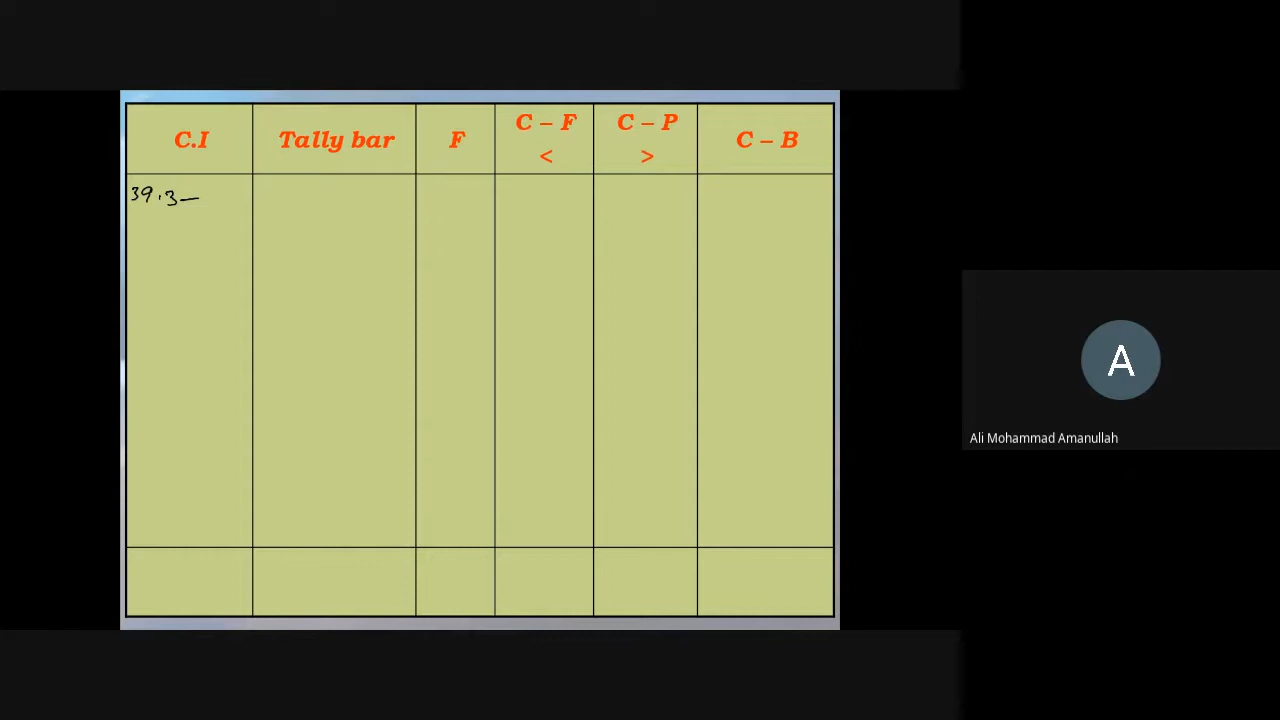 C.I Tally bar F C – F < C – P > C – B
39.3–
A
Ali Mohammad Amanullah